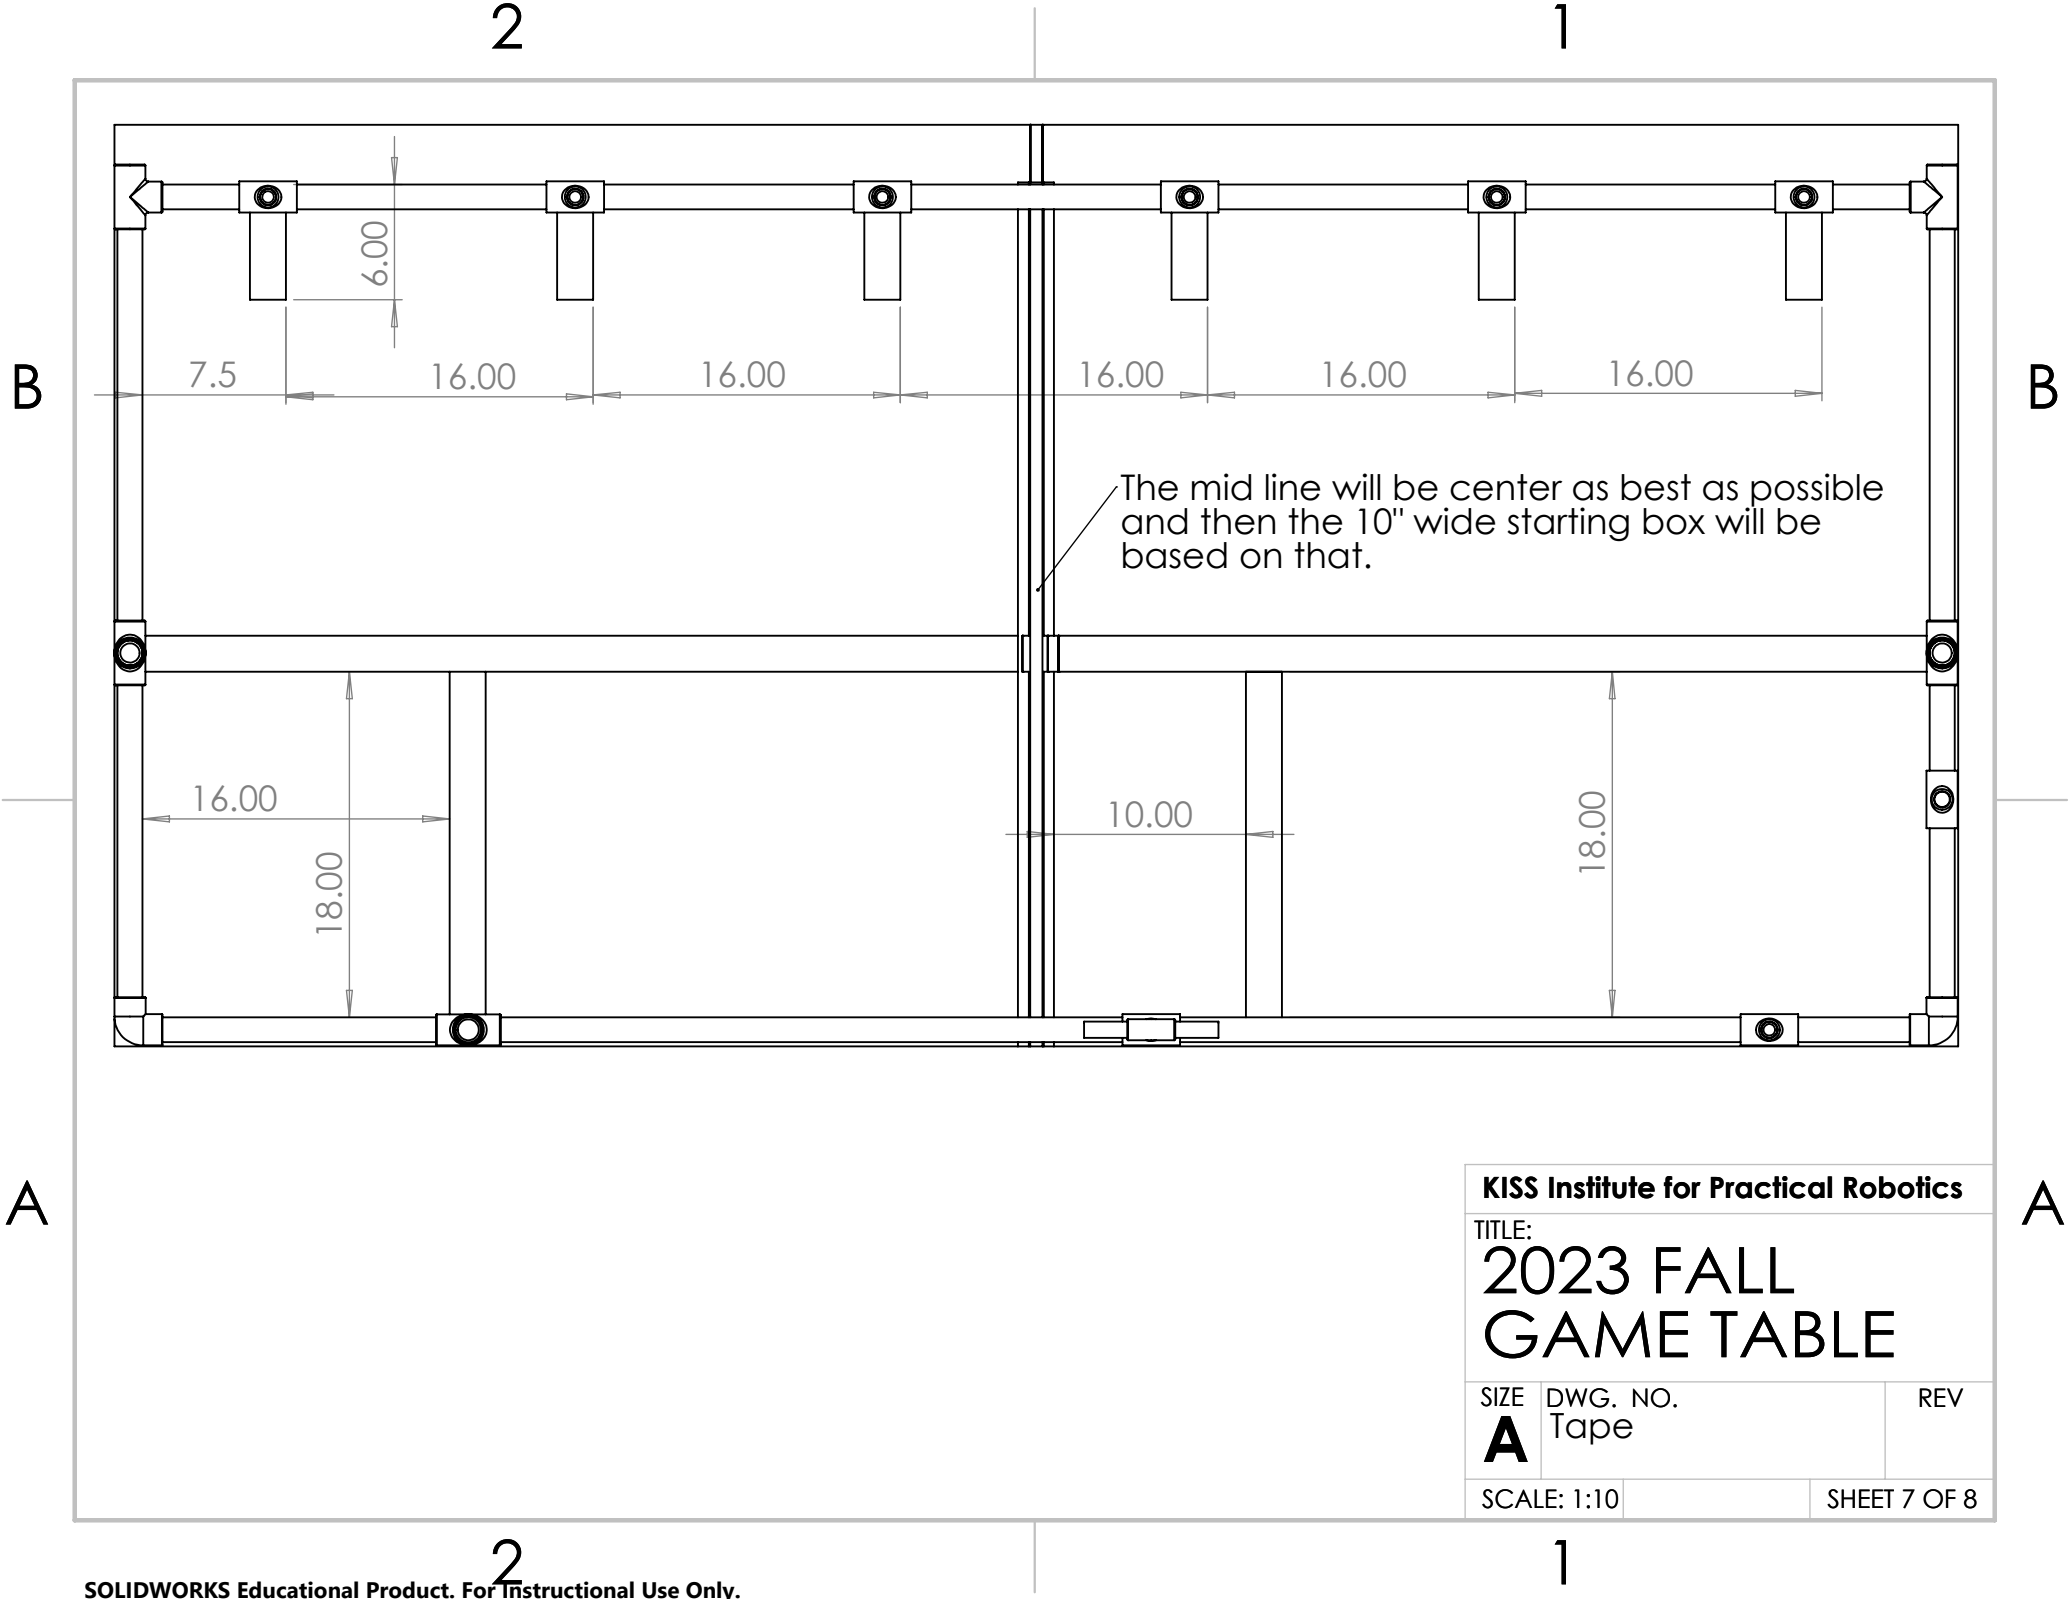 2 1
6.00
B B
7.5 16.00 16.00 16.00 16.00 16.00
The mid line will be center as best as possible
and then the 10" wide starting box will be
based on that.
16.00 18.00 10.00 18.00
A A
KISS Institute for Practical Robotics
TITLE:
2023 FALL
GAME TABLE
SIZE DWG. NO. REV
A Tape
SCALE: 1:10 SHEET 7 OF 8
2 1
SOLIDWORKS Educational Product. For Instructional Use Only.